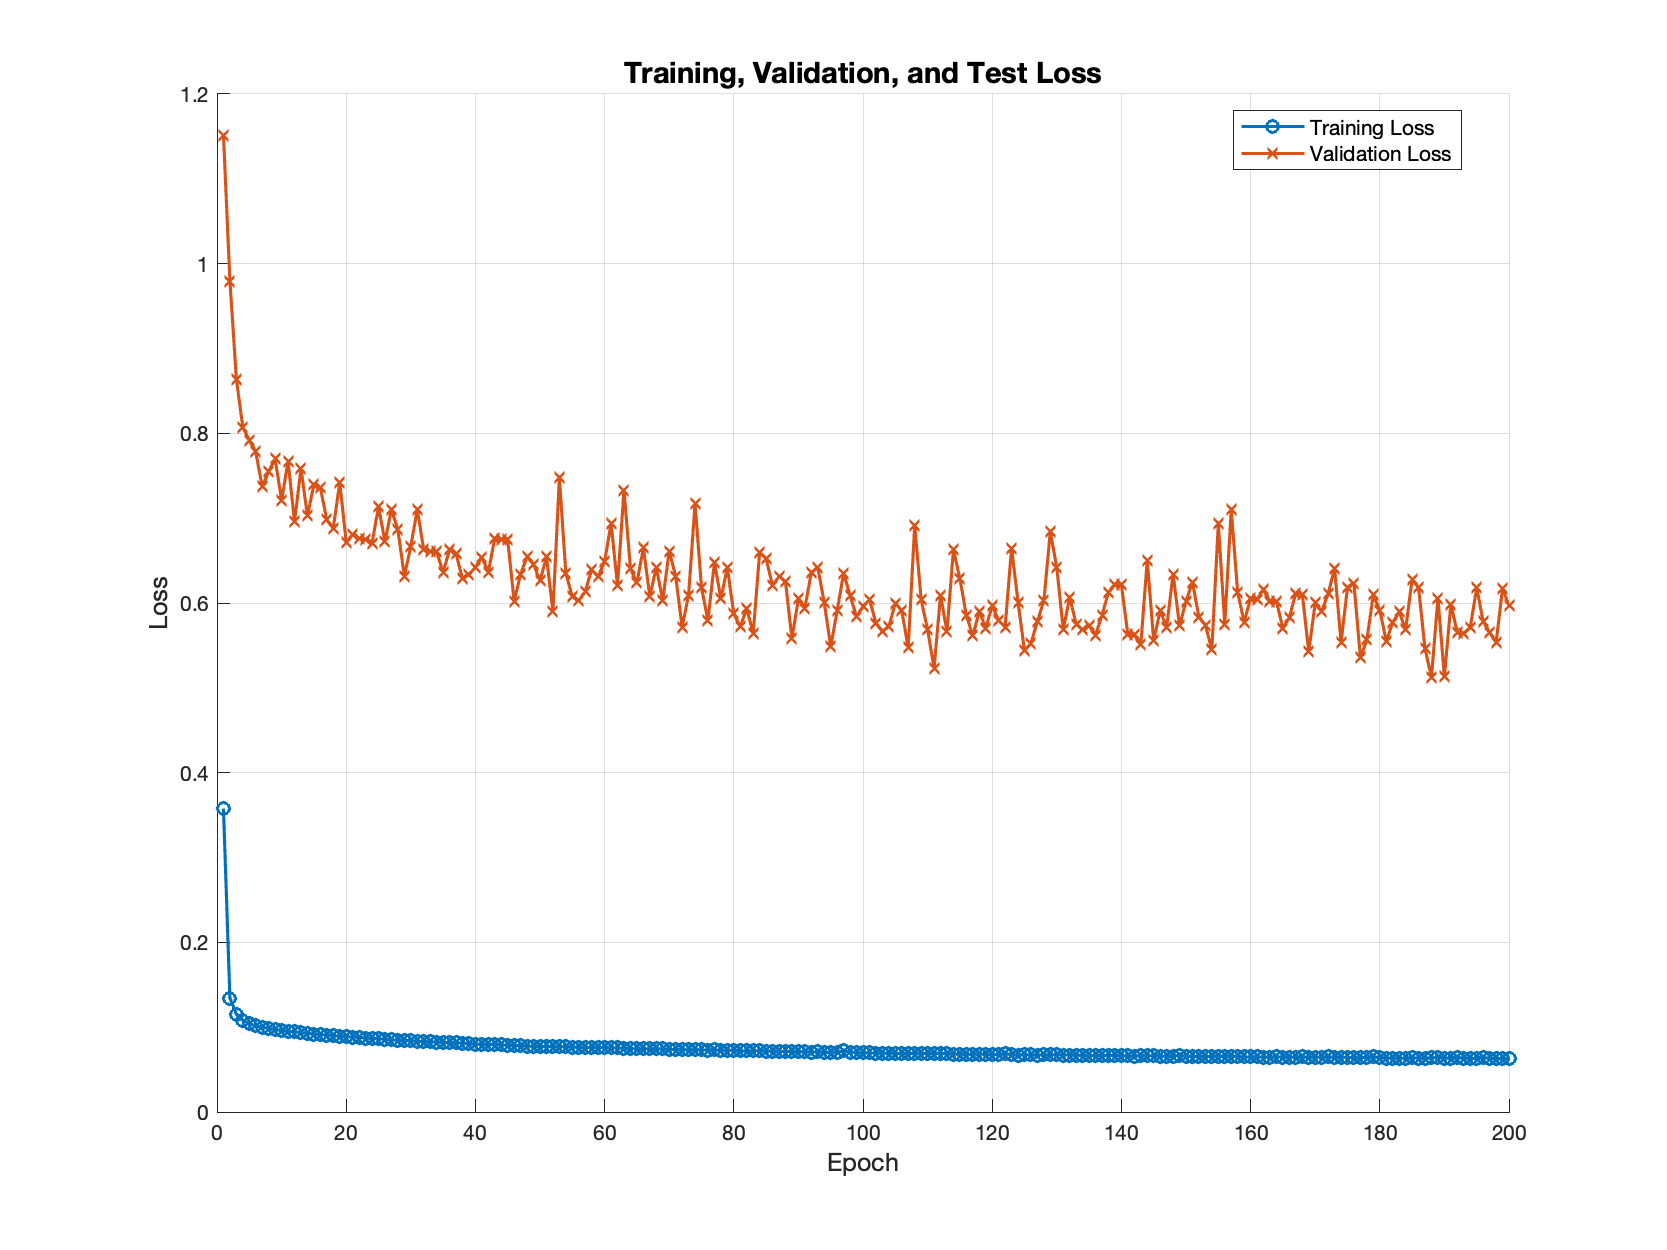 Training, Validation, and Test Loss
1.2
1
0.8
0.6
0.4
0.2
0
Loss
Training Loss
Validation Loss
0 20 40 60 80 100 120 140 160 180 200
Epoch